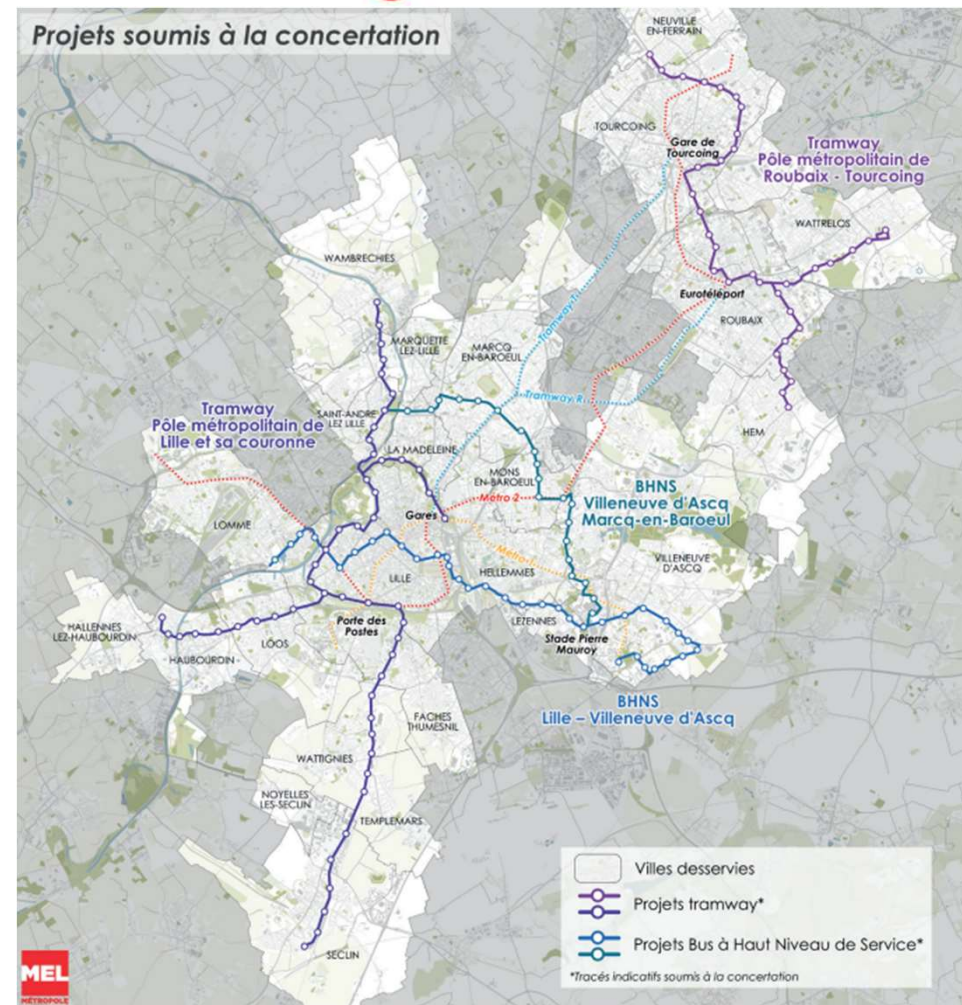 Projets soumis à la concertation
NEUVILLE
EN-FERRAIN
TOURCOING
Gare de
Tourcoing
Tramway
Pôle métropolitain de
Roubaix - Tourcoing
WATTRELOS
WAMBRECHIES
Eurotéléport
ROUBAIX
Tramway T
MARQUETTE
LEZ-LILLE
MARCQ
EN-BAROEUL
Tramway R
Tramway
Pôle métropolitain de
Lille et sa couronne
SAINT-ANDRE
LEZ LILLE
HEM
LA MADELEINE
MONS
EN-BAROEUL
BHNS
Villeneuve d'Ascq
Marcq-en-Baroeul
Métro 2
Gares
LOMME
Métro 1
VILLENEUVE
D'ASCQ
LILLE
HELLEMMES
HALLENNES
LEZ-HAUBOURDIN
Porte des
Postes
LEZENNES
Stade Pierre
Mauroy
LOOS
HAUBOURDIN
BHNS
Lille – Villeneuve d'Ascq
FACHES
THUMESNIL
WATTIGNIES
NOYELLES
LES-SECLIN
TEMPLEMARS
SECLIN
Villes desservies
Projets tramway*
Projets Bus à Haut Niveau de Service*
*Tracés indicatifs soumis à la concertation
MEL
MÉTROPOLE